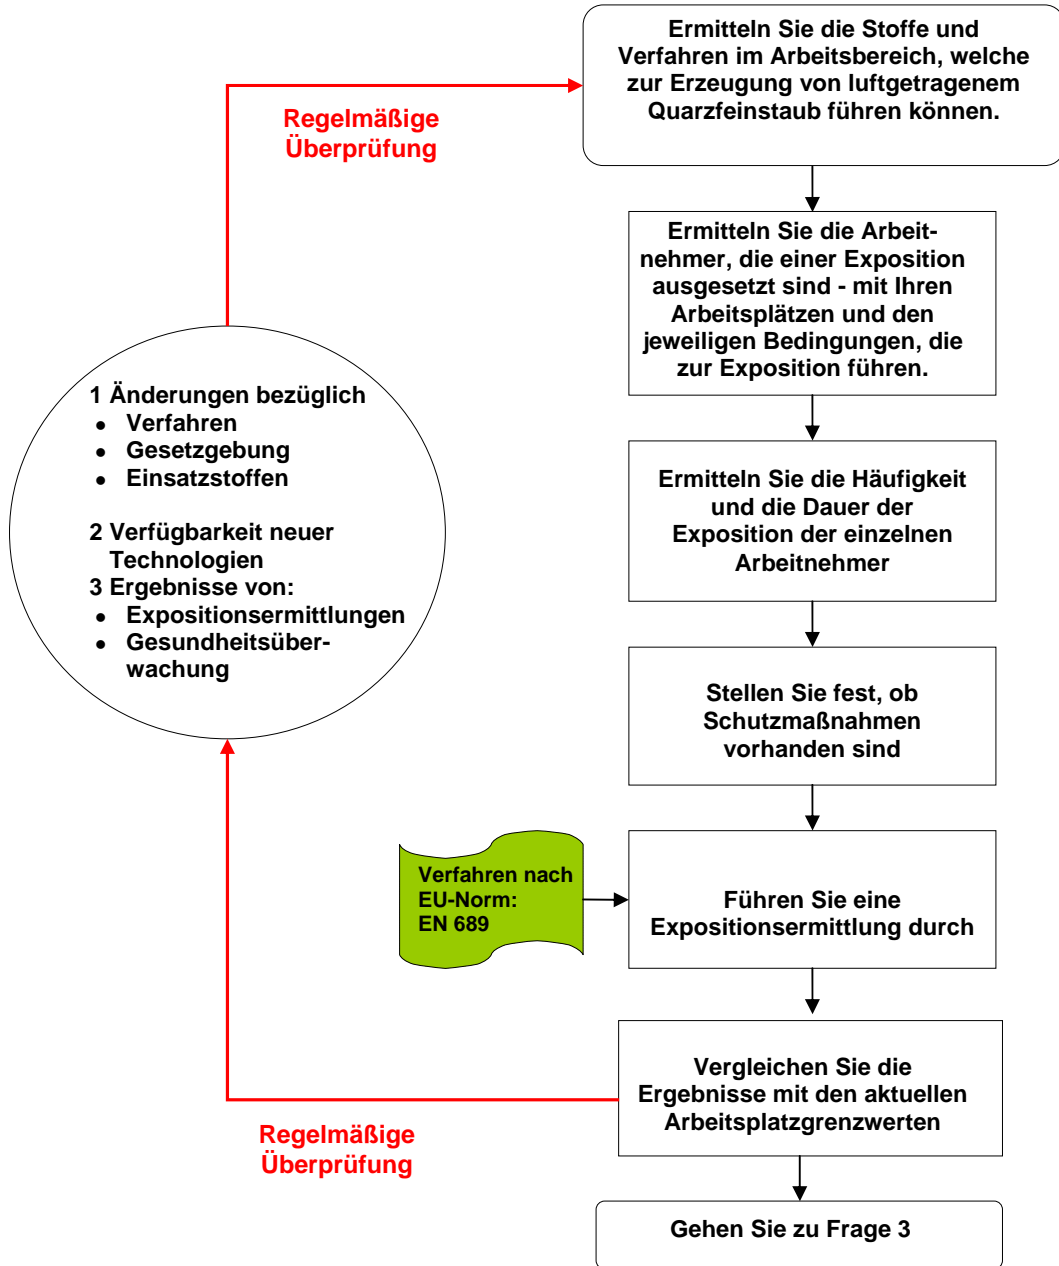 Ermitteln Sie die Stoffe und
Verfahren im Arbeitsbereich, welche
zur Erzeugung von luftgetragenem
Quarzfeinstaub führen können.
Regelmäßige
Überprüfung
Ermitteln Sie die Arbeit-
nehmer, die einer Exposition
ausgesetzt sind - mit Ihren
Arbeitsplätzen und den
jeweiligen Bedingungen, die
zur Exposition führen.
1 Änderungen bezüglich
• Verfahren
• Gesetzgebung
• Einsatzstoffen
2 Verfügbarkeit neuer
Technologien
3 Ergebnisse von:
• Expositionsermittlungen
• Gesundheitsüber-
wachung
Ermitteln Sie die Häufigkeit
und die Dauer der
Exposition der einzelnen
Arbeitnehmer
Stellen Sie fest, ob
Schutzmaßnahmen
vorhanden sind
Verfahren nach
EU-Norm:
EN 689
Führen Sie eine
Expositionsermittlung durch
Vergleichen Sie die
Ergebnisse mit den aktuellen
Arbeitsplatzgrenzwerten
Regelmäßige
Überprüfung
Gehen Sie zu Frage 3